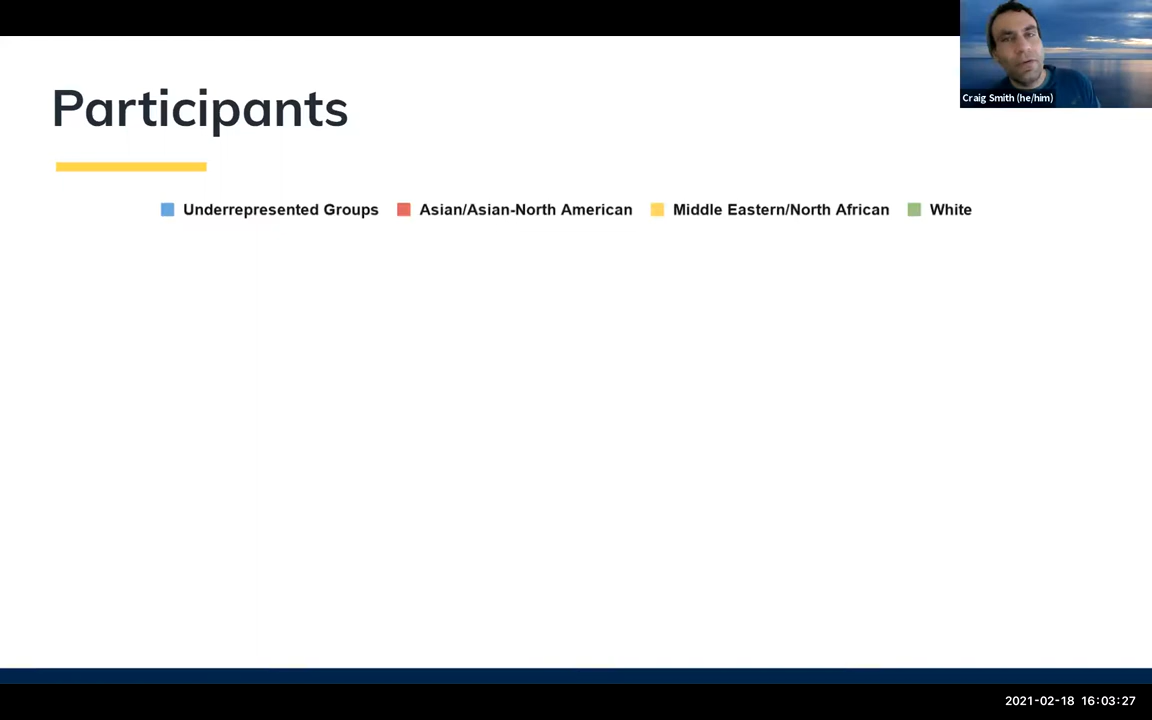 Participants
Craig Smith (he/him)
Underrepresented Groups Asian/Asian-North American Middle Eastern/North African White
2021-02-18 16:03:27